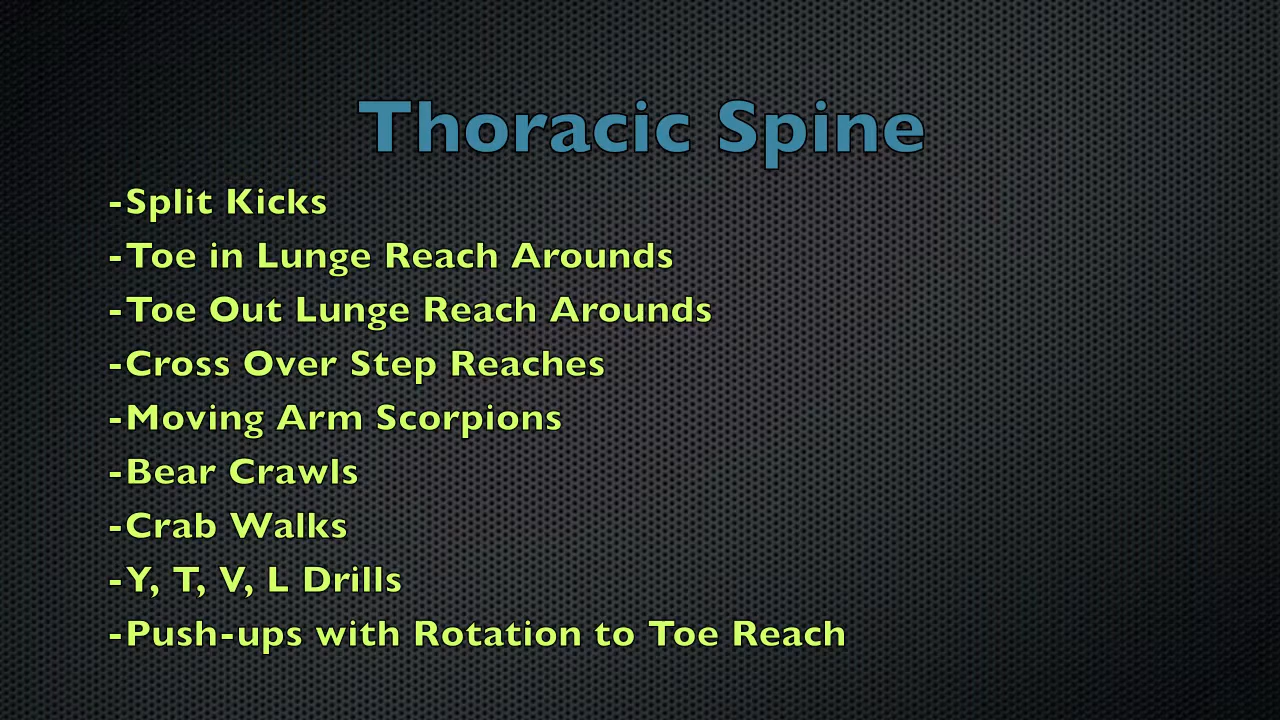 Thoracic Spine
-Split Kicks
-Toe in Lunge Reach Arounds
-Toe Out Lunge Reach Arounds
-Cross Over Step Reaches
-Moving Arm Scorpions
-Bear Crawls
-Crab Walks
-Y, T, V, L Drills
-Push-ups with Rotation to Toe Reach